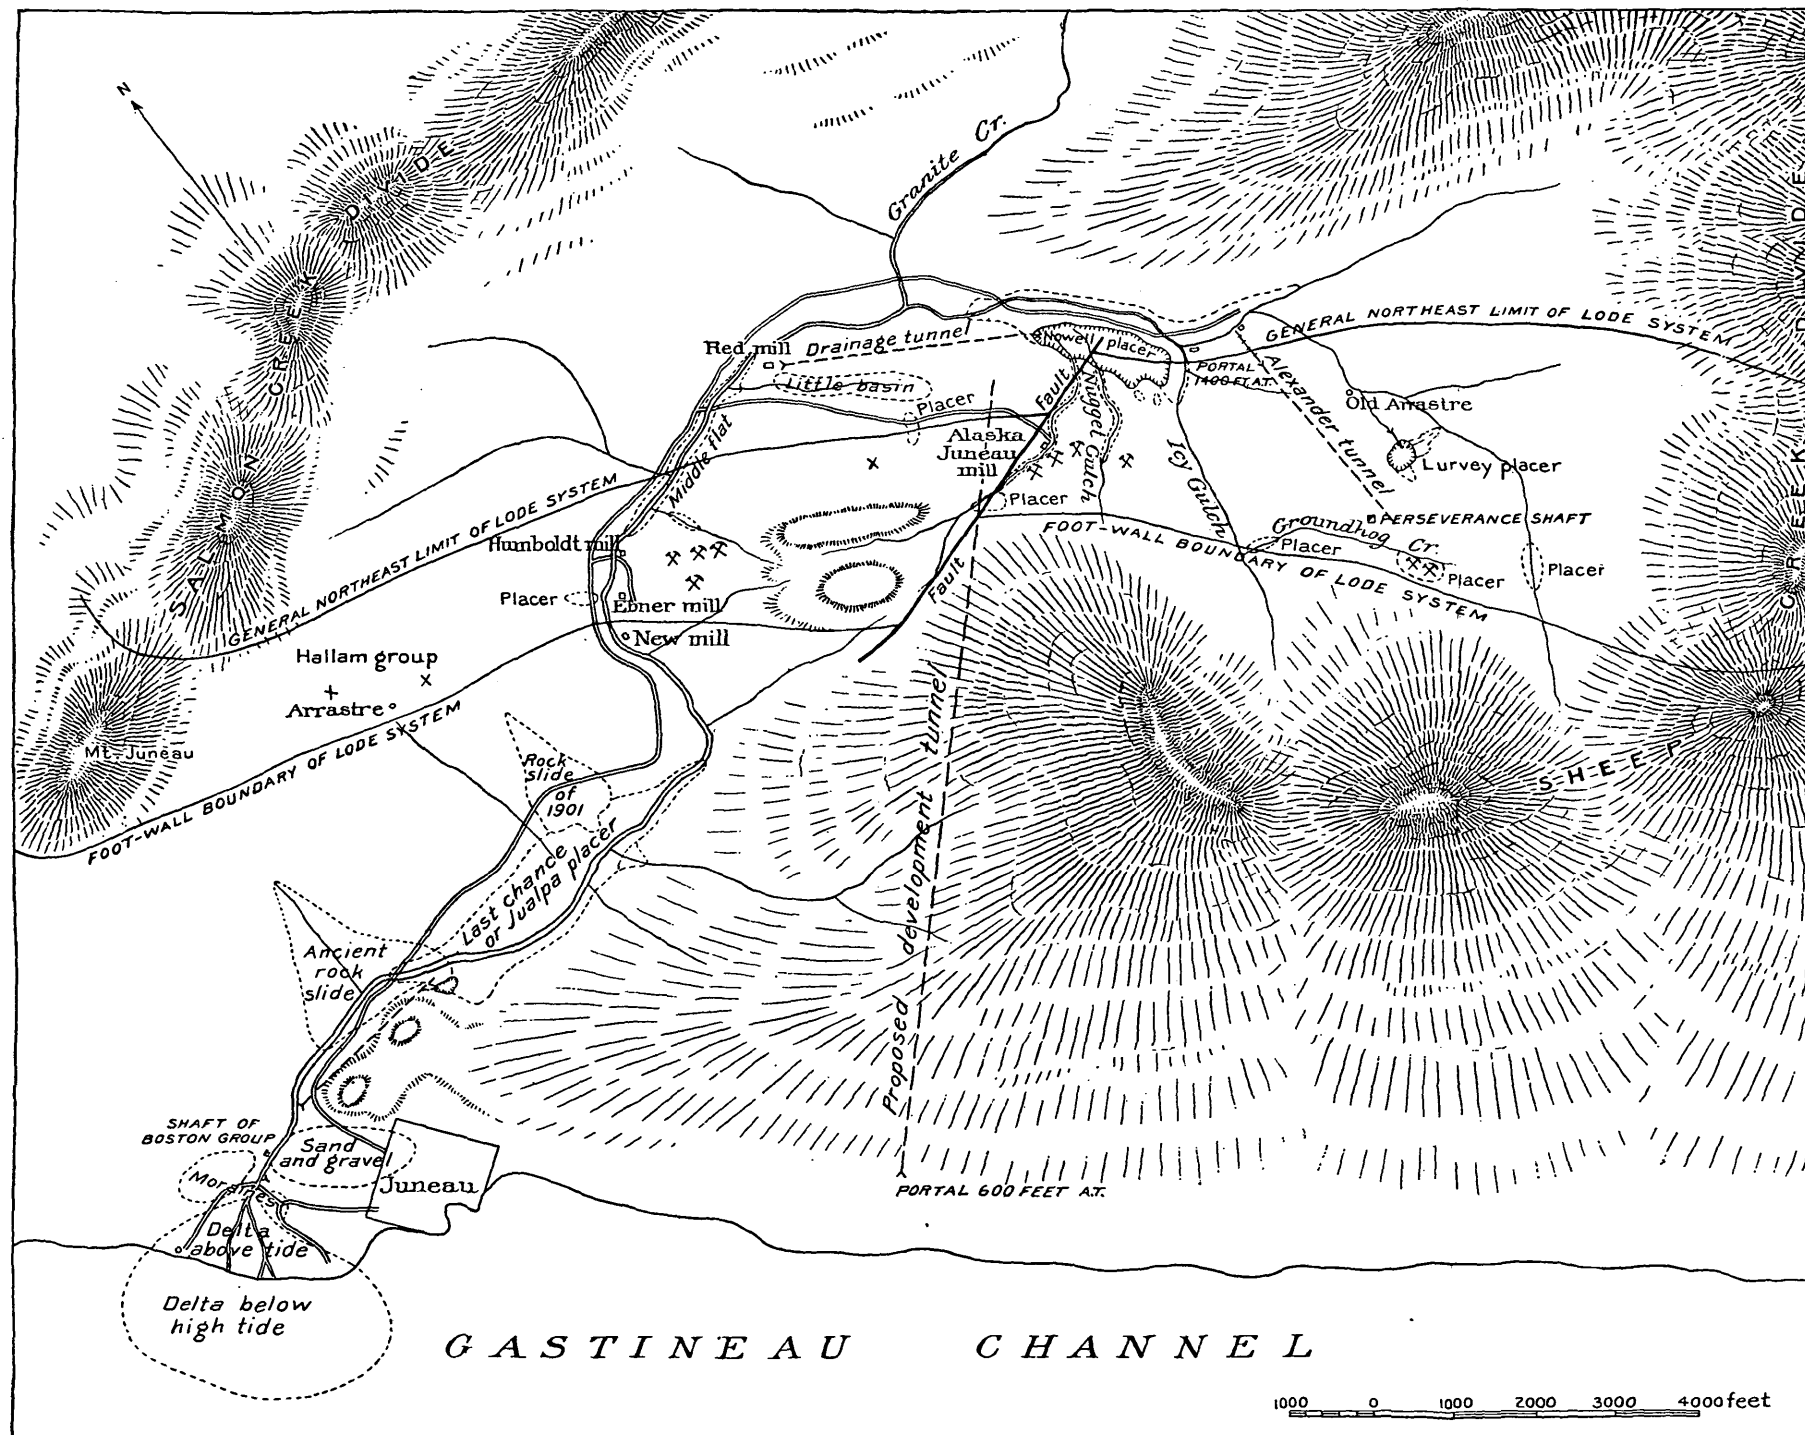 N
Granite Cr.
SALMON CREEK DIVIDE
GENERAL NORTHEAST LIMIT OF LODE SYSTEM
Red mill
Drainage tunnel
Nowell placer
Little basin
Placer
Fault
Nugget Gulch
PORTAL
1400 FT. A.T.
Alexander tunnel
Old Arrastre
Middle flat
Alaska
Juneau
mill
Icy Gulch
Lurvey placer
Placer
PERSEVERANCE SHAFT
GENERAL NORTHEAST LIMIT OF LODE SYSTEM
Humboldt mill
FOOT-WALL BOUNDARY OF LODE SYSTEM
Groundhog Cr.
Placer
Placer
Placer
Placer
Ebner mill
Fault
New mill
Hallam group
Arrastre
Mt. Juneau
FOOT-WALL BOUNDARY OF LODE SYSTEM
SHEEP CREEK DIVIDE
Rock
slide
of
1901
Proposed development tunnel
Last chance
or Jualpa placer
Ancient
rock
slide
SHAFT OF
BOSTON GROUP
Sand
and gravel
Moraines
Juneau
PORTAL 600 FEET A.T.
Delta
above tide
Delta below
high tide
GASTINEAU CHANNEL
1000 0 1000 2000 3000 4000 feet